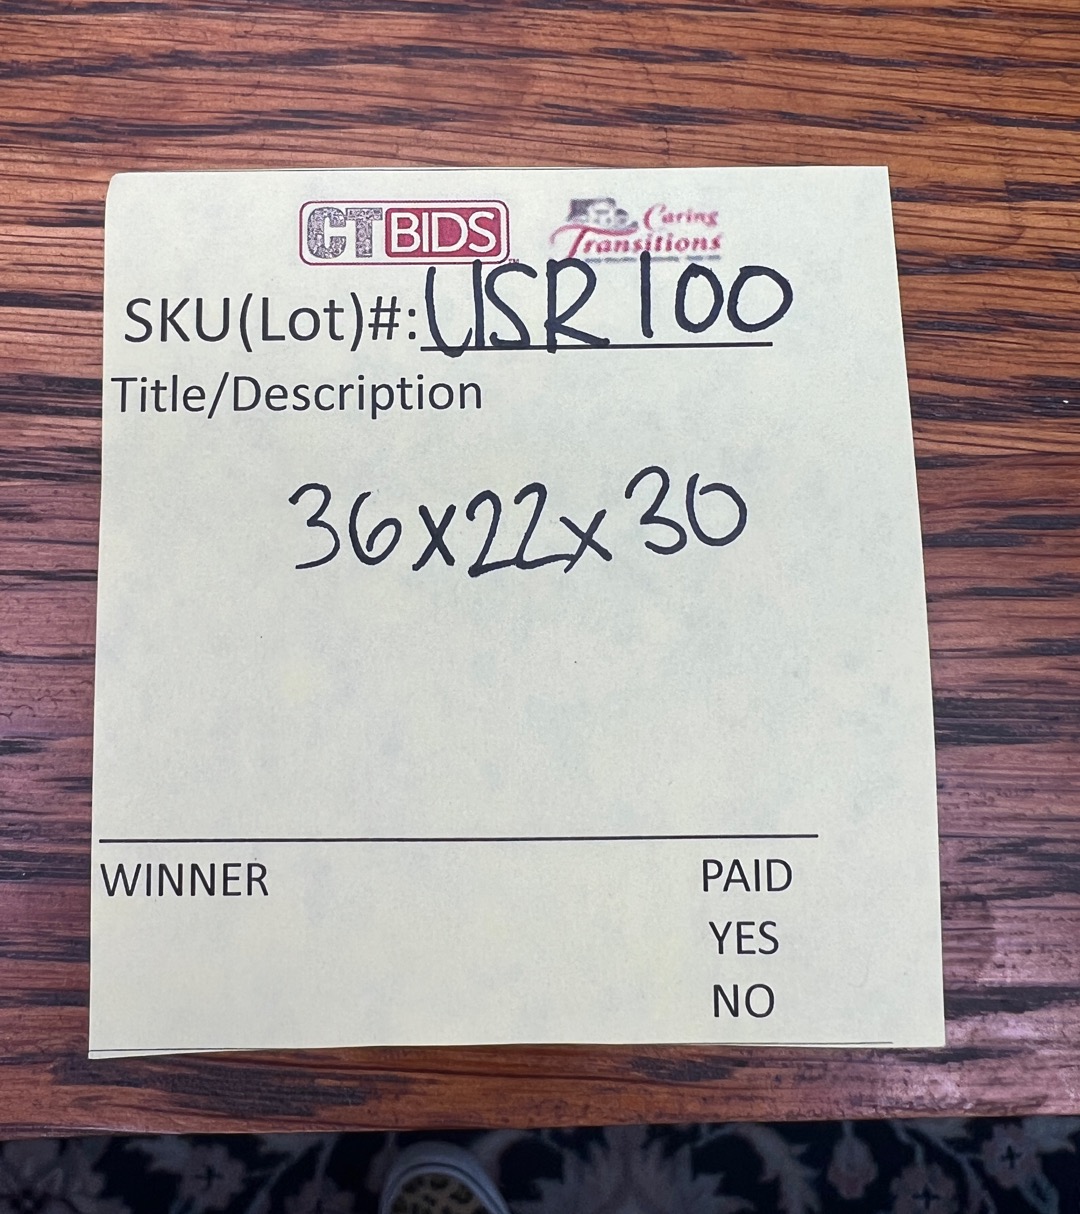 CTBIDS
Caring
Transitions
SKU(Lot)#: USR100
Title/Description
36x22x30
WINNER PAID
YES
NO